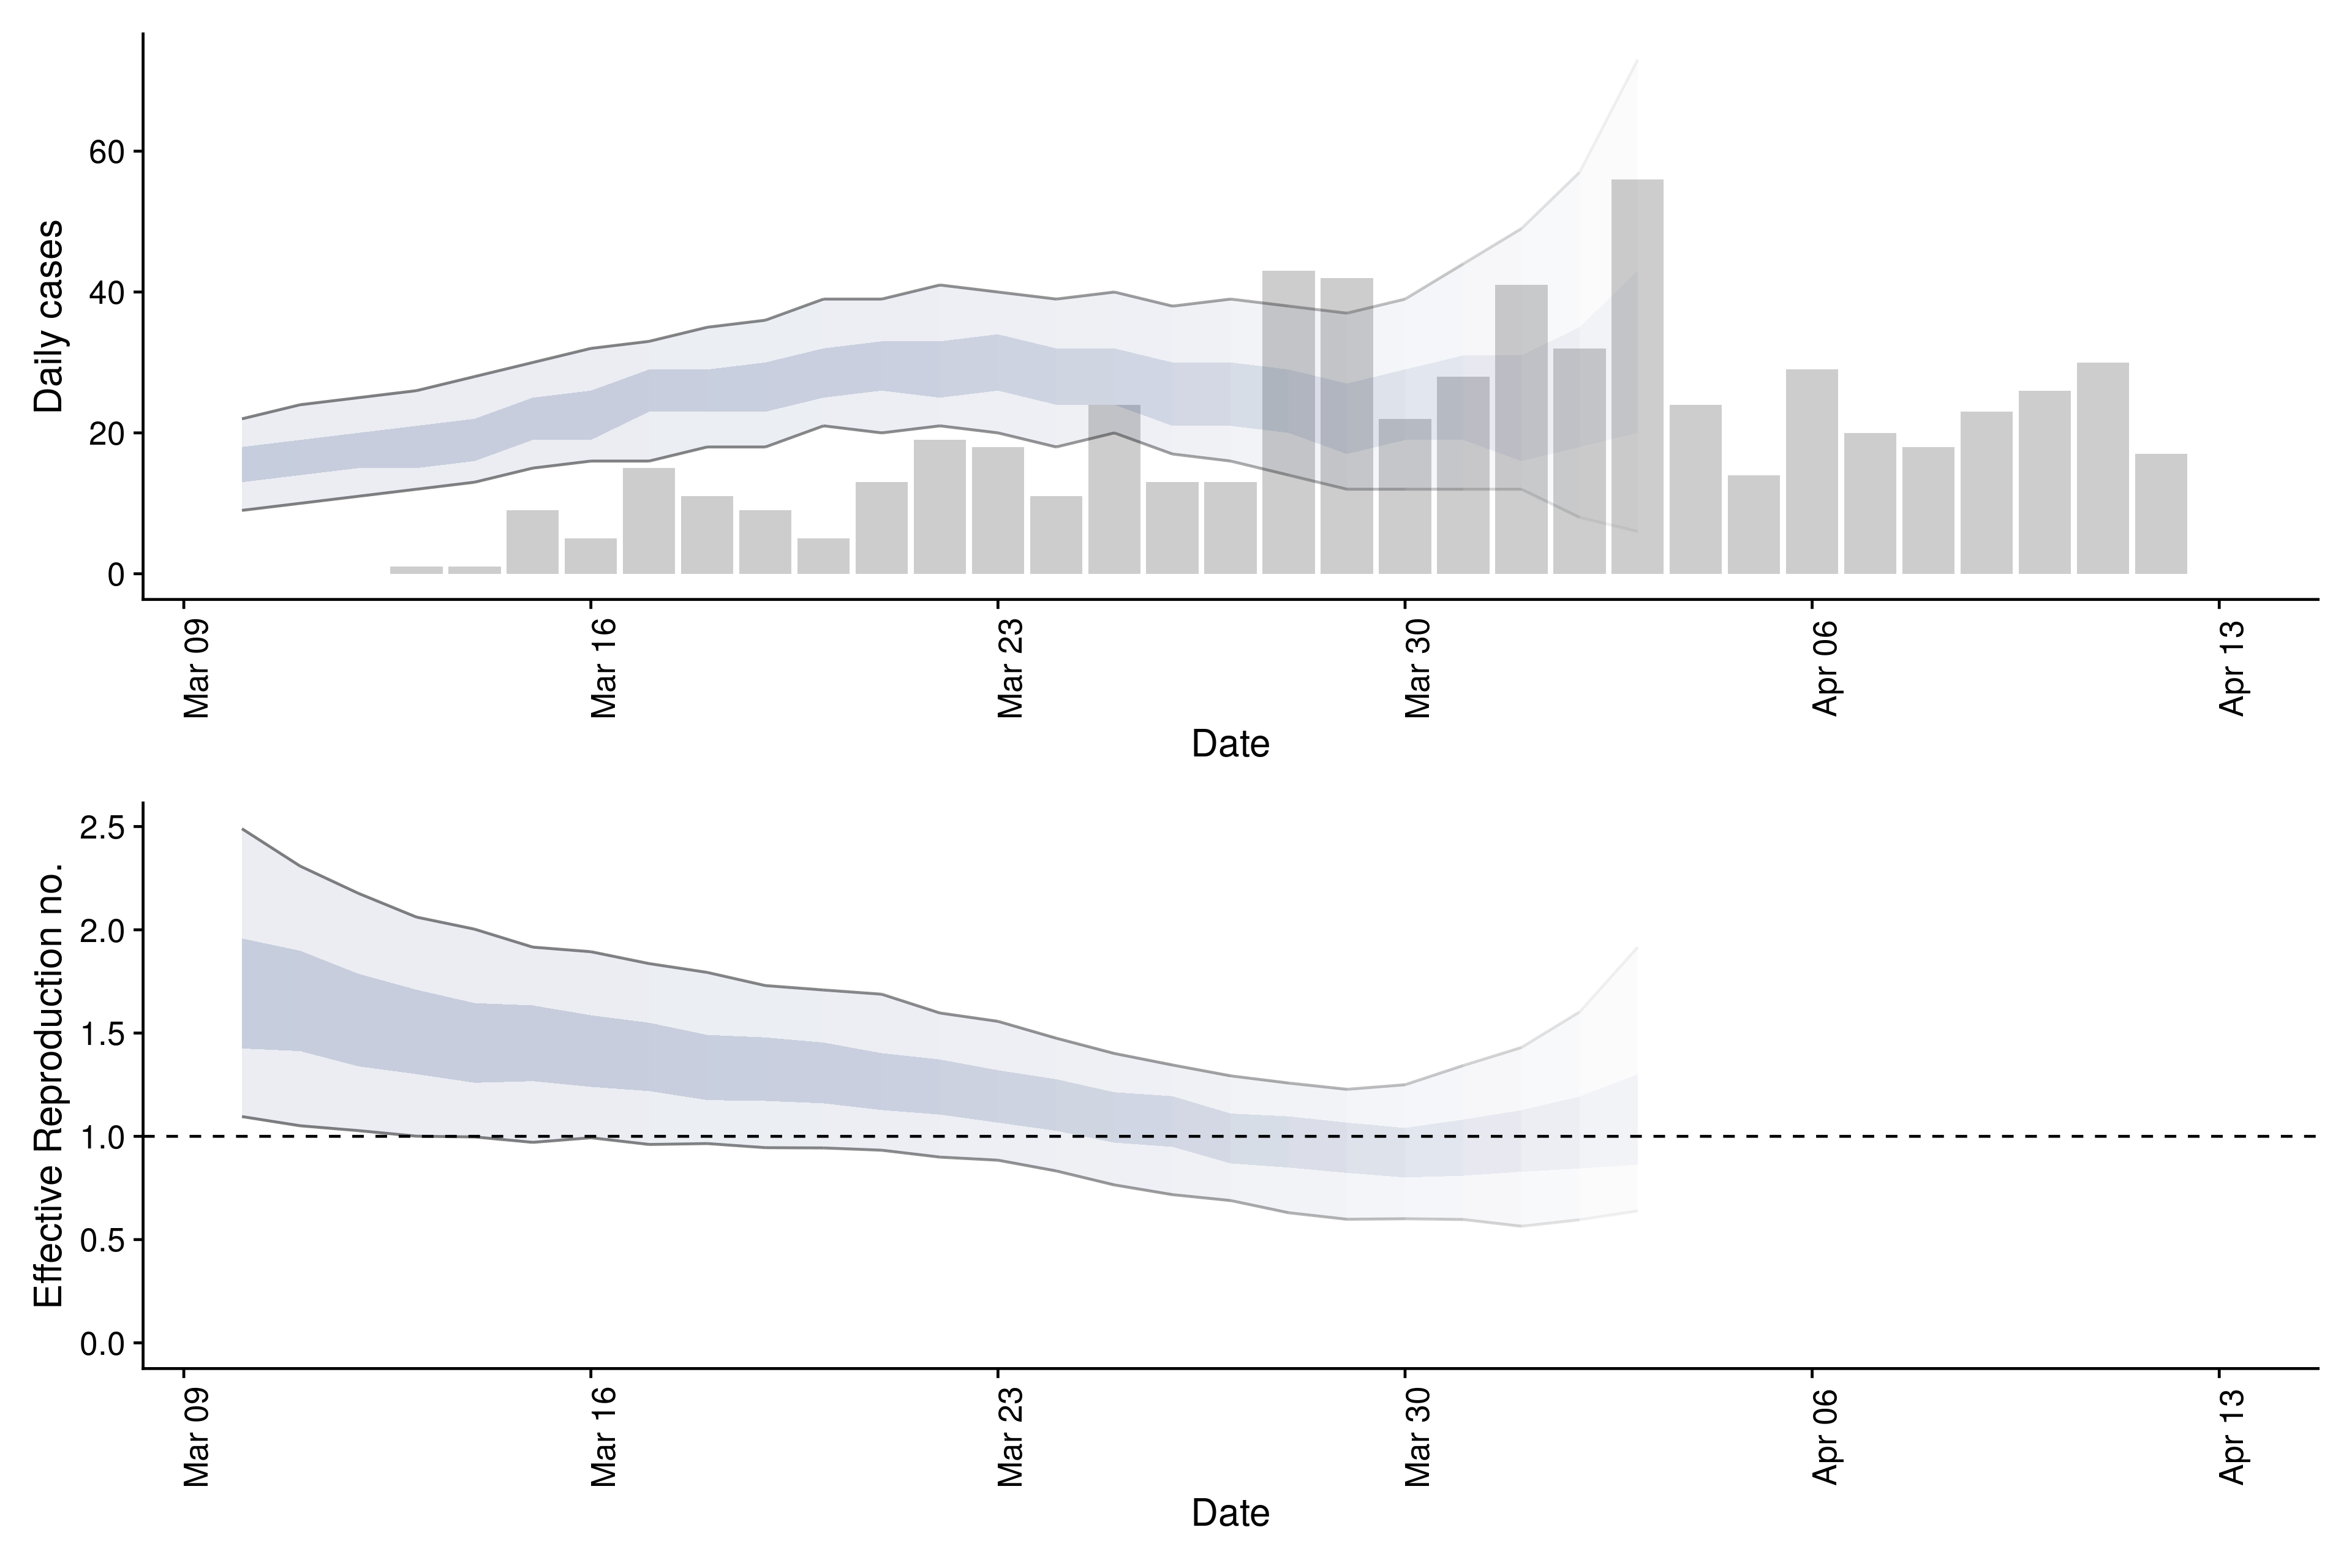 Daily cases
60
40
20
0
Mar 09
Mar 16
Mar 23
Mar 30
Apr 06
Apr 13
Date
Effective Reproduction no.
2.5
2.0
1.5
1.0
0.5
0.0
Mar 09
Mar 16
Mar 23
Mar 30
Apr 06
Apr 13
Date